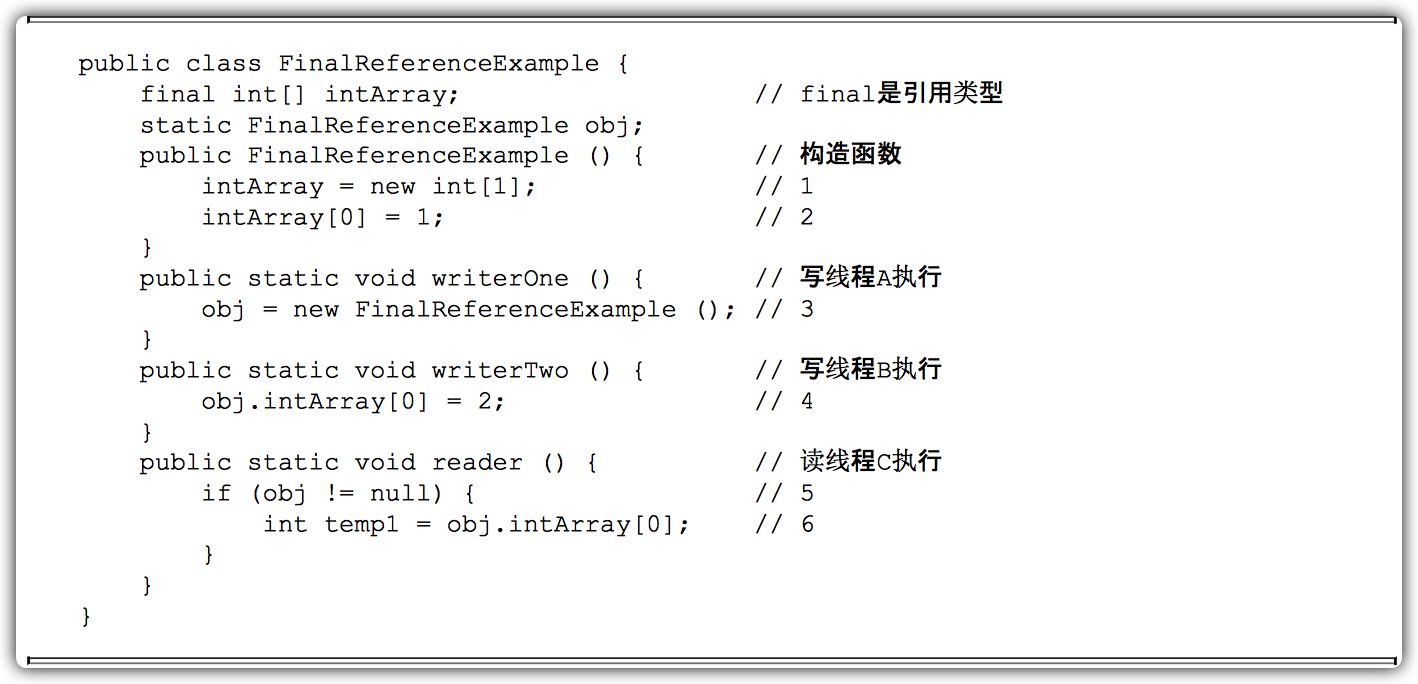 public class FinalReferenceExample {
    final int[] intArray;                   // final是引用类型
    static FinalReferenceExample obj;
    public FinalReferenceExample () {       // 构造函数
        intArray = new int[1];              // 1
        intArray[0] = 1;                    // 2
    }
    public static void writerOne () {       // 写线程A执行
        obj = new FinalReferenceExample (); // 3
    }
    public static void writerTwo () {       // 写线程B执行
        obj.intArray[0] = 2;                // 4
    }
    public static void reader () {          // 读线程C执行
        if (obj != null) {                  // 5
            int temp1 = obj.intArray[0];    // 6
        }
    }
}